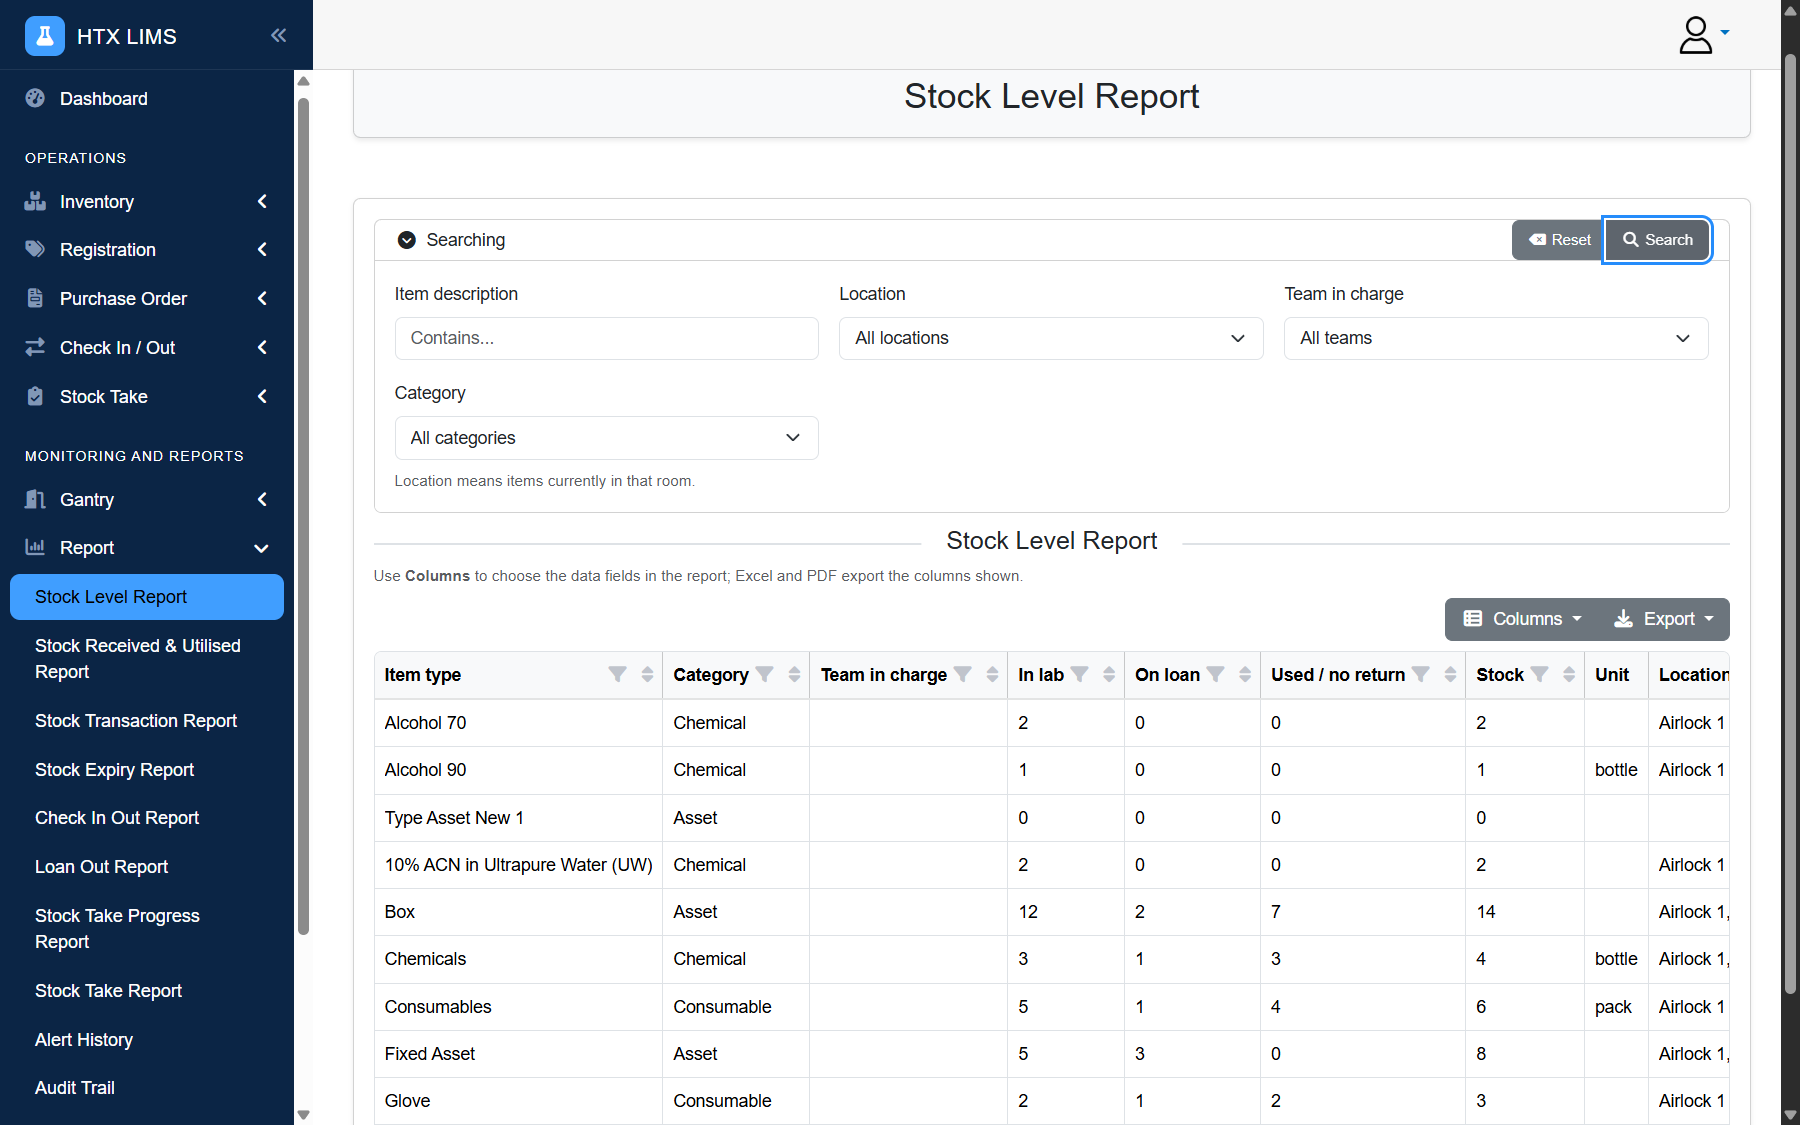 HTX LIMS
Dashboard
OPERATIONS
Inventory
Registration
Purchase Order
Check In / Out
Stock Take
MONITORING AND REPORTS
Gantry
Report
Stock Level Report
Stock Received & Utilised
Report
Stock Transaction Report
Stock Expiry Report
Check In Out Report
Loan Out Report
Stock Take Progress
Report
Stock Take Report
Alert History
Audit Trail
Stock Level Report
Searching
Reset Search
Item description Location Team in charge
Contains... All locations All teams
Category
All categories
Location means items currently in that room.
Stock Level Report
Use Columns to choose the data fields in the report; Excel and PDF export the columns shown.
Columns Export
Item type Category Team in charge In lab On loan Used / no return Stock Unit Location
Alcohol 70 Chemical 2 0 0 2 Airlock 1
Alcohol 90 Chemical 1 0 0 1 bottle Airlock 1
Type Asset New 1 Asset 0 0 0 0
10% ACN in Ultrapure Water (UW) Chemical 2 0 0 2 Airlock 1
Box Asset 12 2 7 14 Airlock 1,
Chemicals Chemical 3 1 3 4 bottle Airlock 1,
Consumables Consumable 5 1 4 6 pack Airlock 1
Fixed Asset Asset 5 3 0 8 Airlock 1,
Glove Consumable 2 1 2 3 Airlock 1